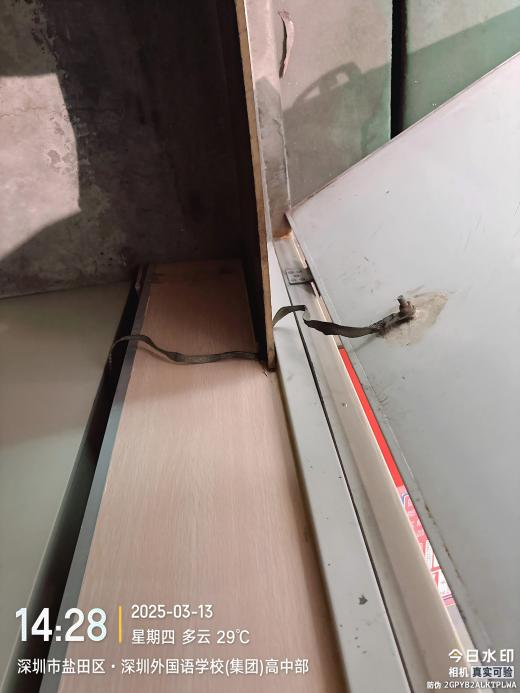 14:28
2025-03-13
星期四 多云 29℃
深圳市盐田区·深圳外国语学校(集团)高中部
今日水印
相机 真实可验
防伪 2GPYB2ALKTPLWA